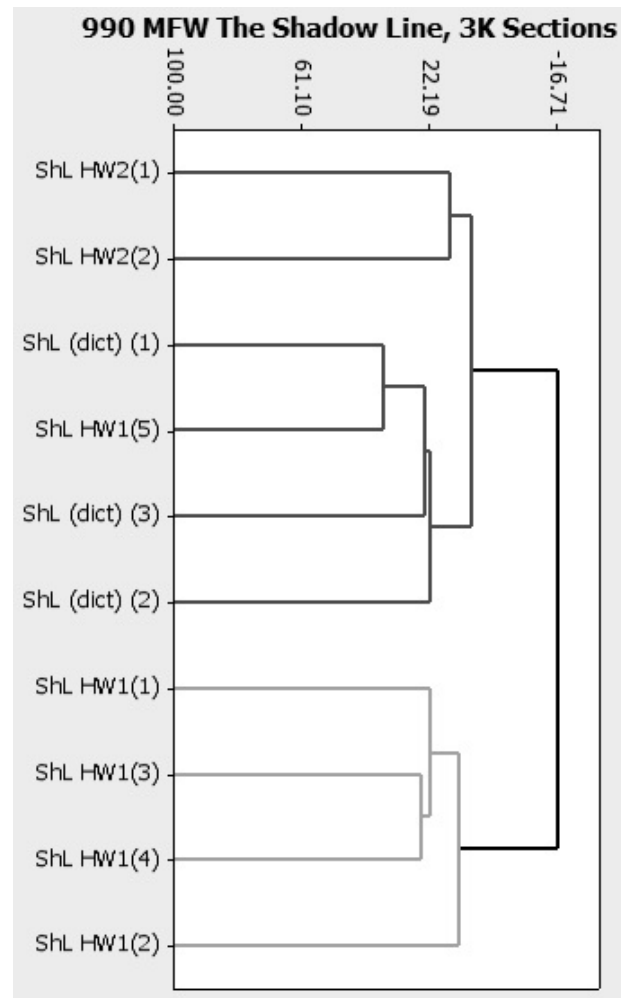 990 MFW The Shadow Line, 3K Sections
100.00
61.10
22.19
-16.71
ShL HW2(1)
ShL HW2(2)
ShL (dict) (1)
ShL HW1(5)
ShL (dict) (3)
ShL (dict) (2)
ShL HW1(1)
ShL HW1(3)
ShL HW1(4)
ShL HW1(2)